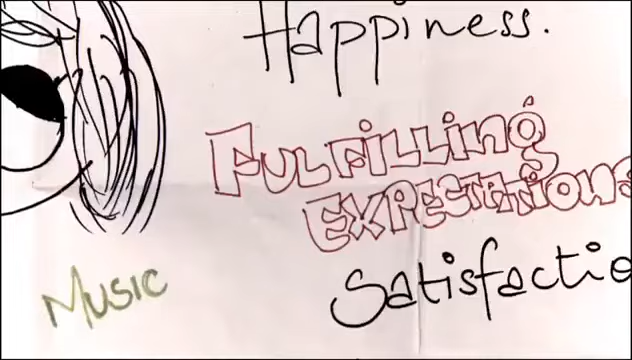 Happiness.
Fulfilling
Expectations
Satisfactio
Music